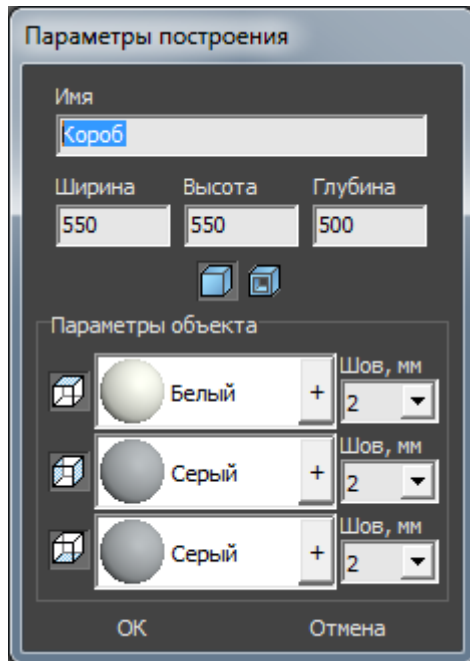 Параметры построения
Имя
Короб
Ширина Высота Глубина
550 550 500
Параметры объекта
Шов, мм
Белый + 2
Шов, мм
Серый + 2
Шов, мм
Серый + 2
OK Отмена